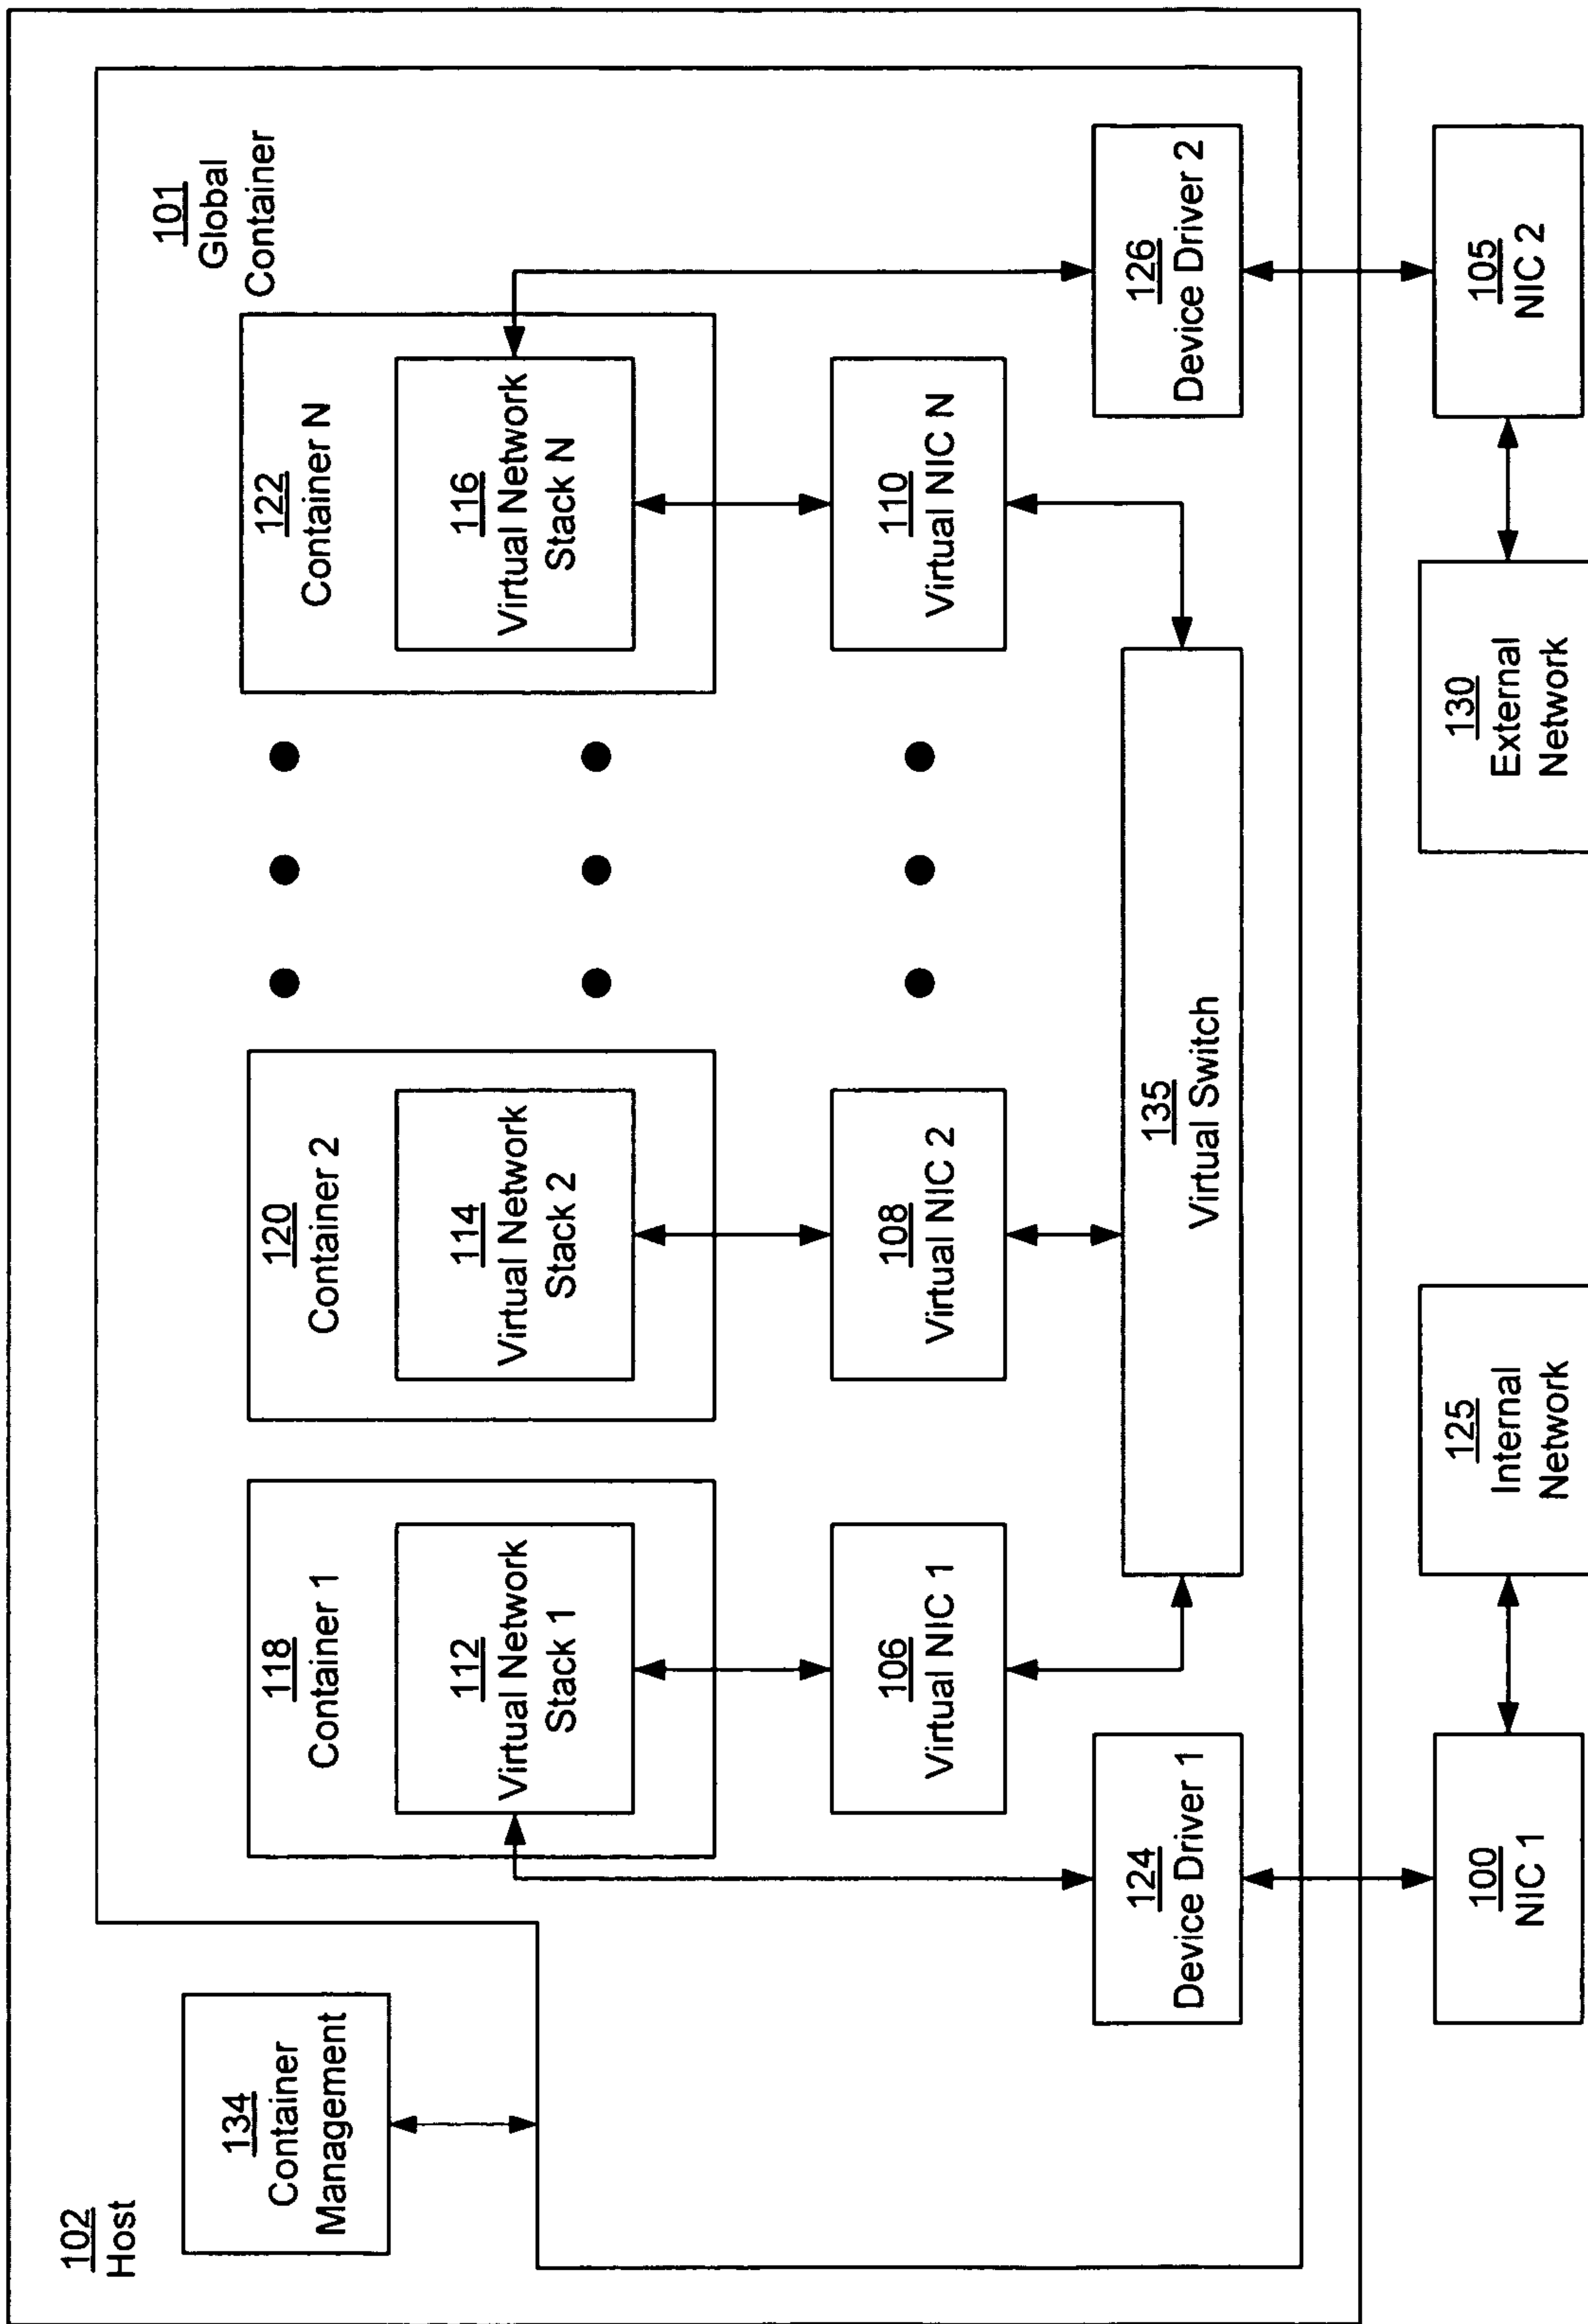 102
Host
134
Container
Management
101
Global
Container
118
Container 1
112
Virtual Network
Stack 1
120
Container 2
114
Virtual Network
Stack 2
122
Container N
116
Virtual Network
Stack N
106
Virtual NIC 1
108
Virtual NIC 2
110
Virtual NIC N
124
Device Driver 1
135
Virtual Switch
126
Device Driver 2
100
NIC 1
125
Internal
Network
130
External
Network
105
NIC 2